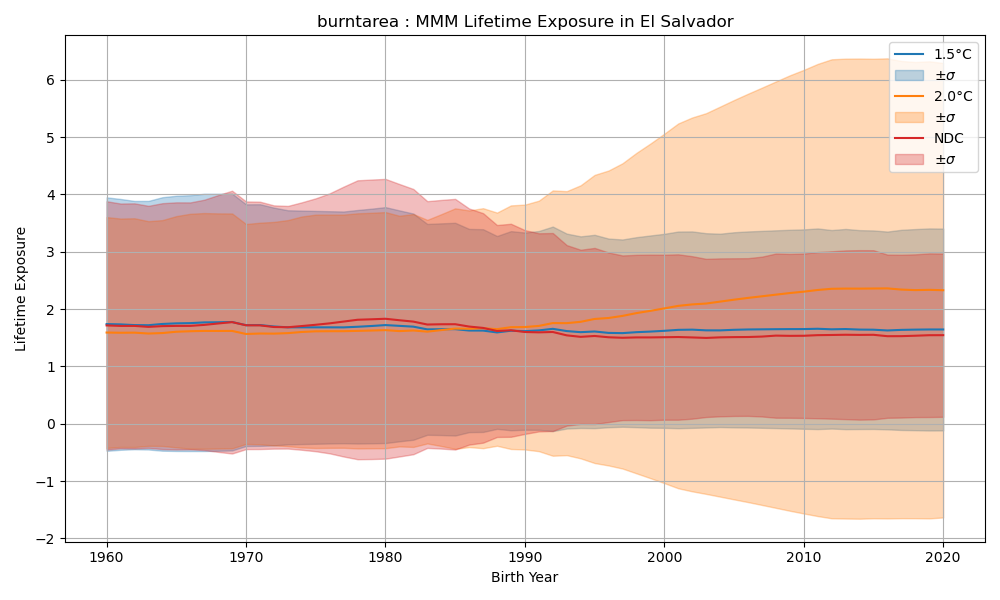 burntarea : MMM Lifetime Exposure in El Salvador
Lifetime Exposure
6
5
4
3
2
1
0
−1
−2
1960 1970 1980 1990 2000 2010 2020
Birth Year
1.5°C
±σ
2.0°C
±σ
NDC
±σ